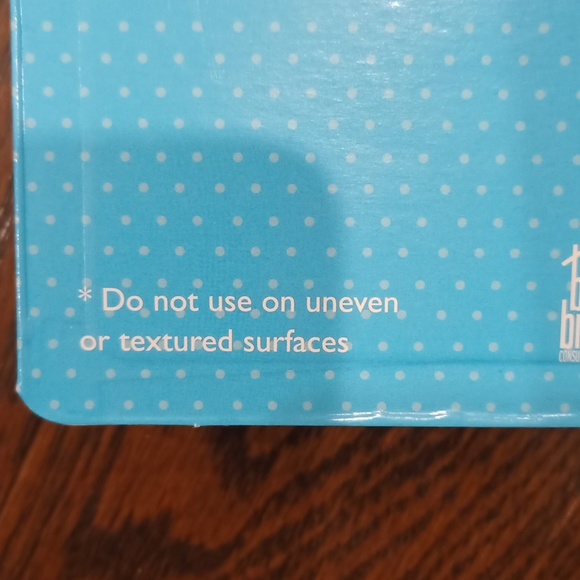 * Do not use on uneven
or textured surfaces